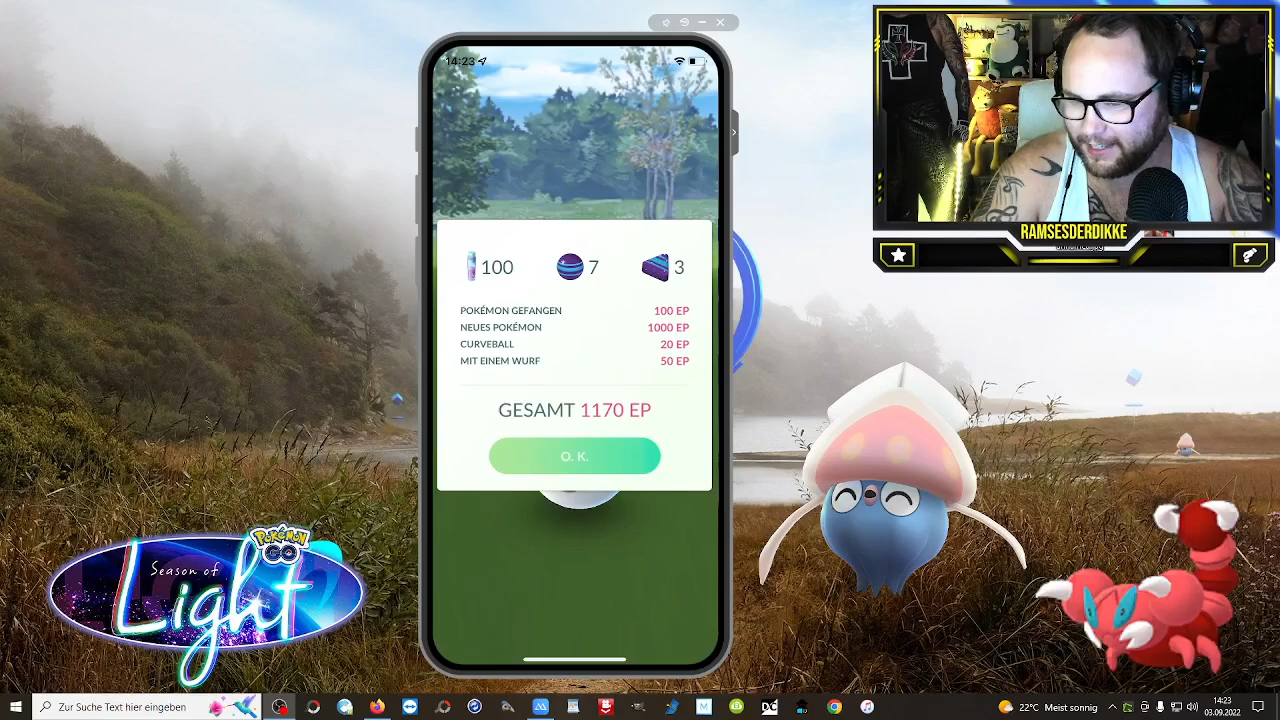 14:23
100
7
3
POKÉMON GEFANGEN 100 EP
NEUES POKÉMON 1000 EP
CURVEBALL 20 EP
MIT EINEM WURF 50 EP
GESAMT 1170 EP
O. K.
RAMSESDERDIKKE
POKÉMON
GO
Season of
Light
Zur Suche Text hier eingeben
M
DC
22°C Meist sonnig
14:23
03.09.2022